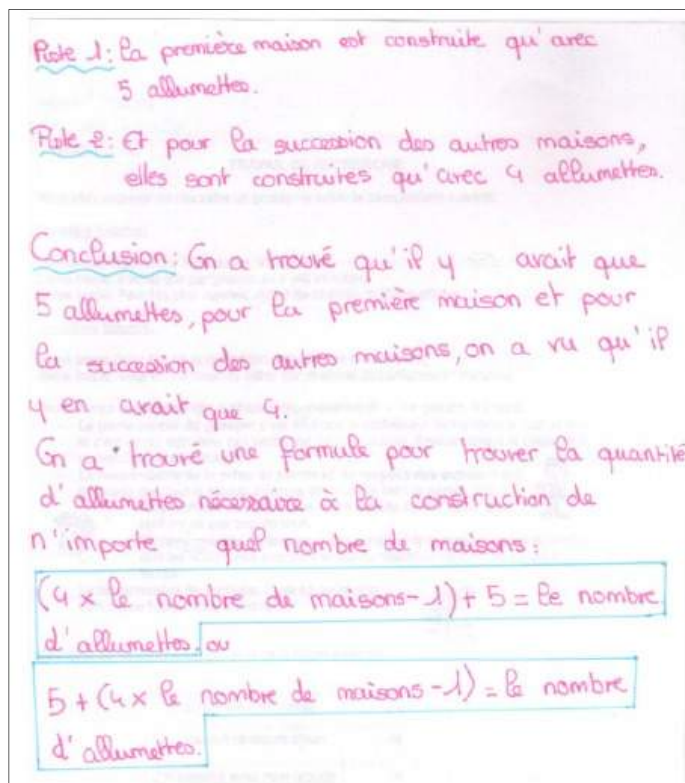 Piste 1: la première maison est construite qu'avec
5 allumettes.
Piste 2: Et pour la succession des autres maisons,
elles sont construites qu'avec 4 allumettes.
Conclusion: On a trouvé qu'il y avait que
5 allumettes, pour la première maison et pour
la succession des autres maisons, on a vu qu'il
y en avait que 4.
On a trouvé une formule pour trouver la quantité
d'allumettes nécessaire à la construction de
n'importe quel nombre de maisons:
(4 x le nombre de maisons-1)+ 5 = le nombre
d'allumettes. ou
5 + (4 x le nombre de maisons -1) = le nombre
d'allumettes.